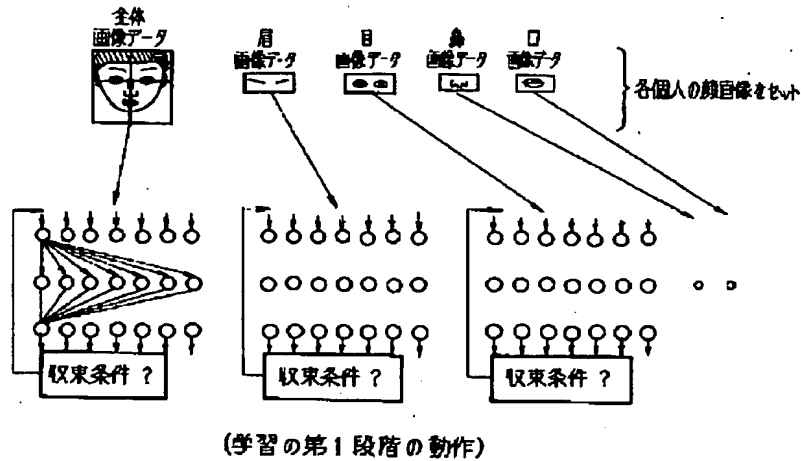 全体
画像データ
眉
画像データ
目
画像データ
鼻
画像データ
口
画像データ
各個人の顔画像をセット
収束条件 ?
収束条件 ?
収束条件 ?
(学習の第1段階の動作)